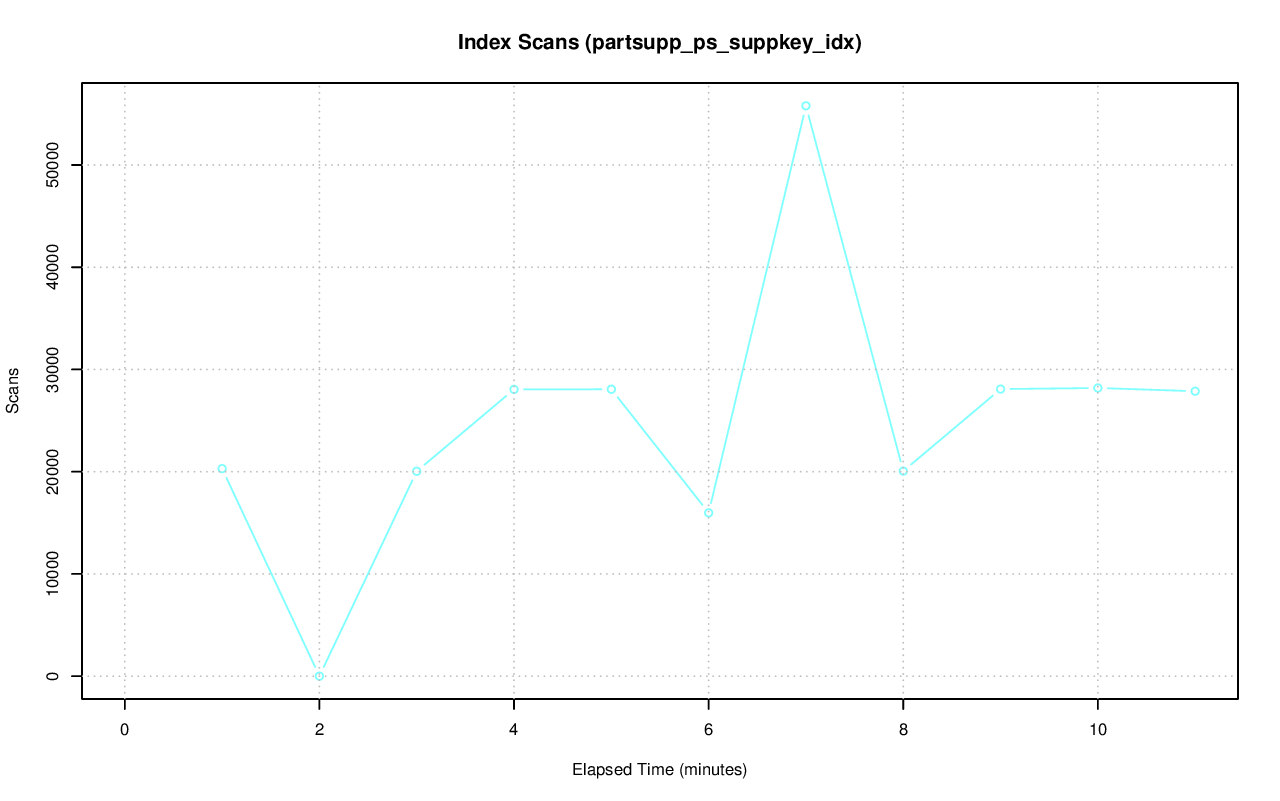 Index Scans (partsupp_ps_suppkey_idx)
50000
40000
30000
20000
10000
0
Scans
0 2 4 6 8 10
Elapsed Time (minutes)